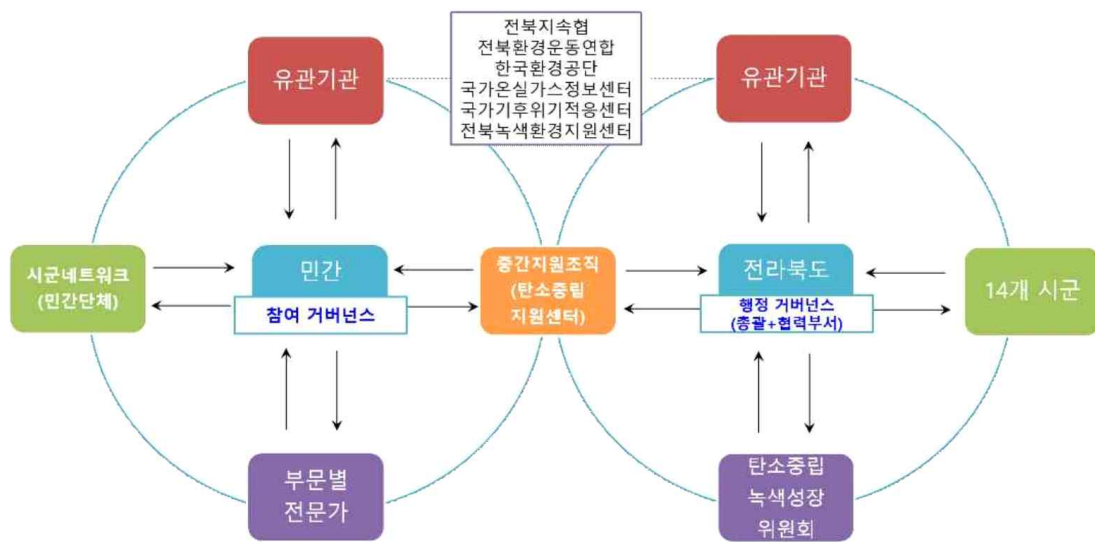 전북지속협
전북환경운동연합
한국환경공단
국가온실가스정보센터
국가기후위기적응센터
전북녹색환경지원센터
유관기관
유관기관
시군네트워크
(민간단체)
민간
참여 거버넌스
중간지원조직
(탄소중립
지원센터)
전라북도
행정 거버넌스
(총괄+협력부서)
14개 시군
부문별
전문가
탄소중립
녹색성장
위원회